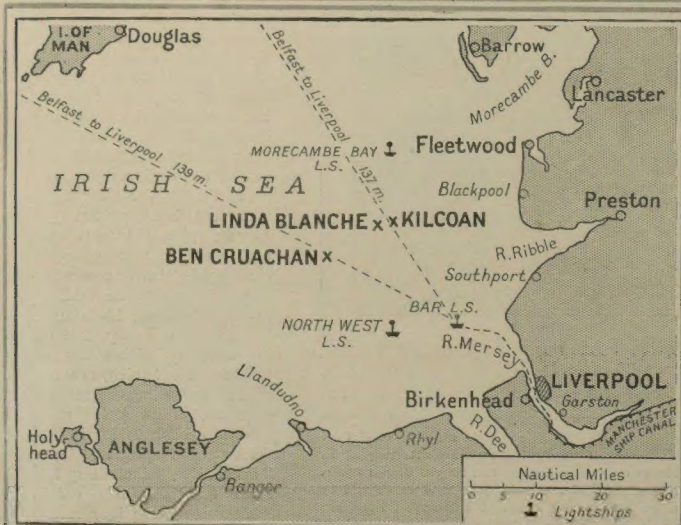 I. OF
MAN
Douglas
Barrow
Morecambe B.
Lancaster
Belfast to Liverpool 137 m.
Belfast to Liverpool 139 m.
MORECAMBE BAY
L.S.
Fleetwood
Blackpool
Preston
IRISH SEA
LINDA BLANCHE
KILCOAN
R. Ribble
BEN CRUACHAN
Southport
BAR L.S.
NORTH WEST
L.S.
R. Mersey
Llandudno
LIVERPOOL
Birkenhead
Garston
MANCHESTER
SHIP CANAL
Holy-
head
ANGLESEY
Rhyl
R. Dee
Bangor
Nautical Miles
0 5 10 20 30
Lightships